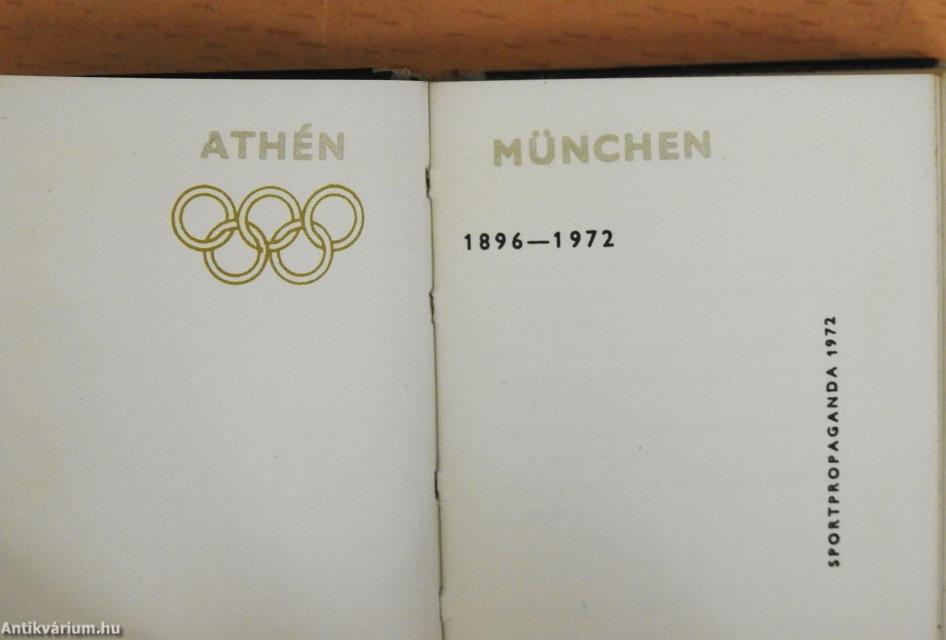 ATHÉN
MÜNCHEN
1896—1972
SPORTPROPAGANDA 1972
Antikvárium.hu